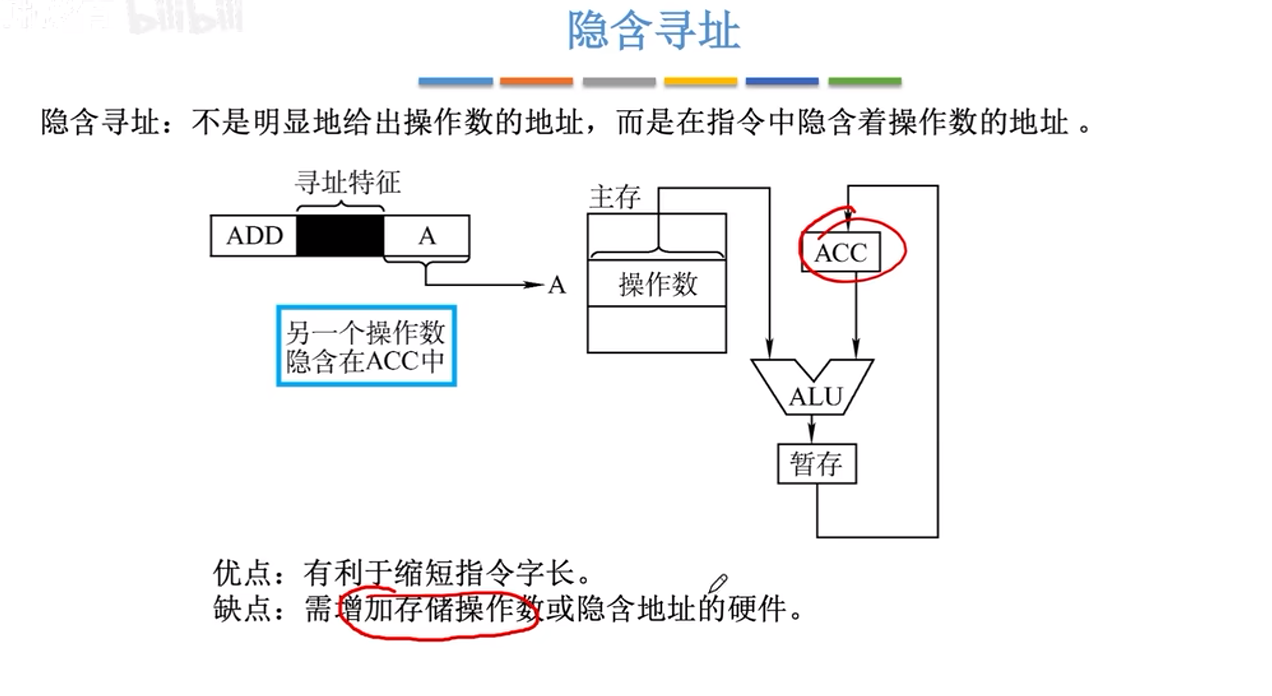 bilibili
隐含寻址
隐含寻址：不是明显地给出操作数的地址，而是在指令中隐含着操作数的地址 。
寻址特征
ADD
A
A
另一个操作数
隐含在ACC中
主存
操作数
ACC
ALU
暂存
优点：有利于缩短指令字长。
缺点：需增加存储操作数或隐含地址的硬件。